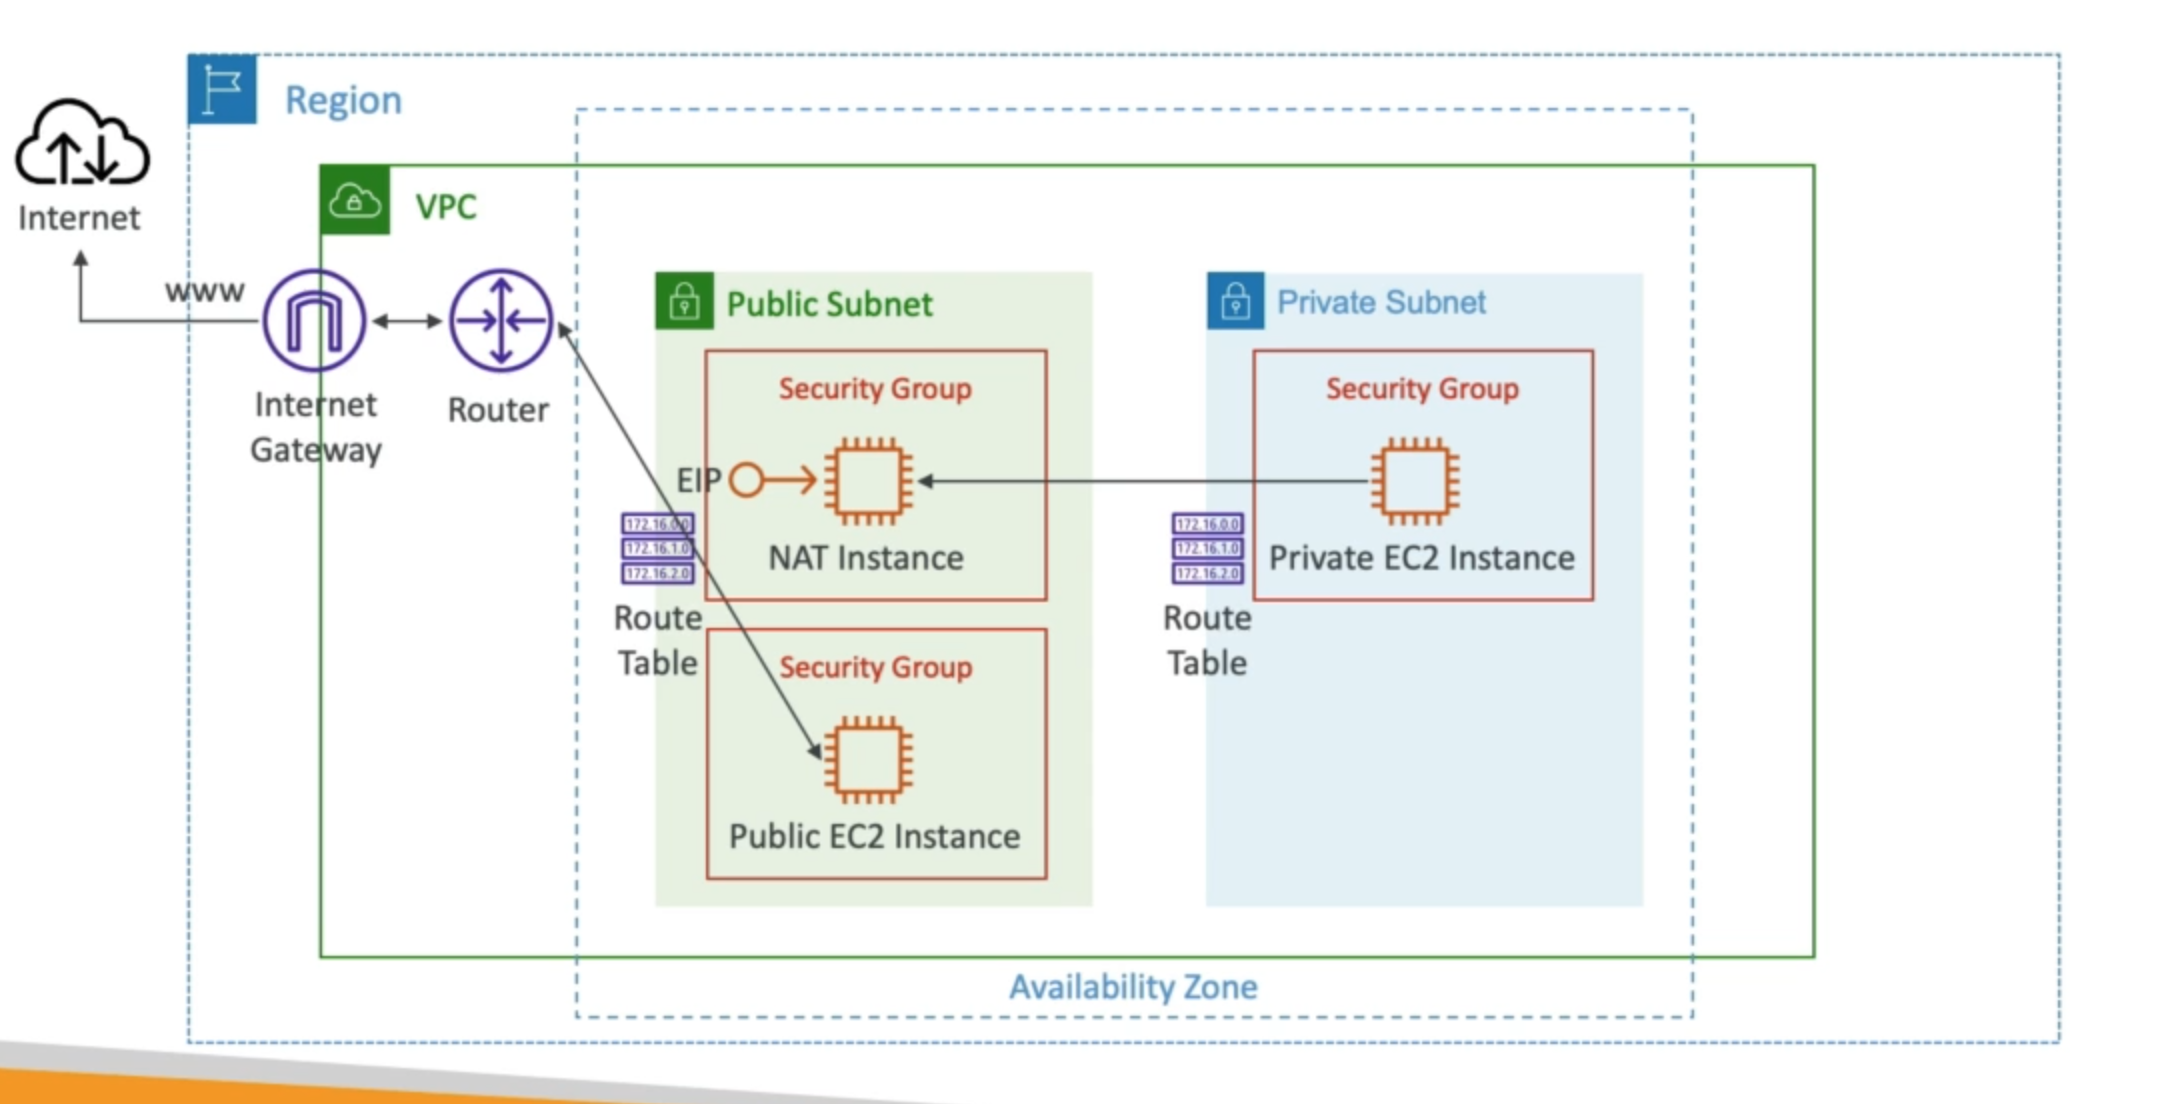 Region
Internet
VPC
www
Internet
Gateway
Router
Public Subnet
Security Group
EIP
NAT Instance
172.16.0.0
172.16.1.0
172.16.2.0
Route
Table
Security Group
Public EC2 Instance
Private Subnet
Security Group
Private EC2 Instance
172.16.0.0
172.16.1.0
172.16.2.0
Route
Table
Availability Zone